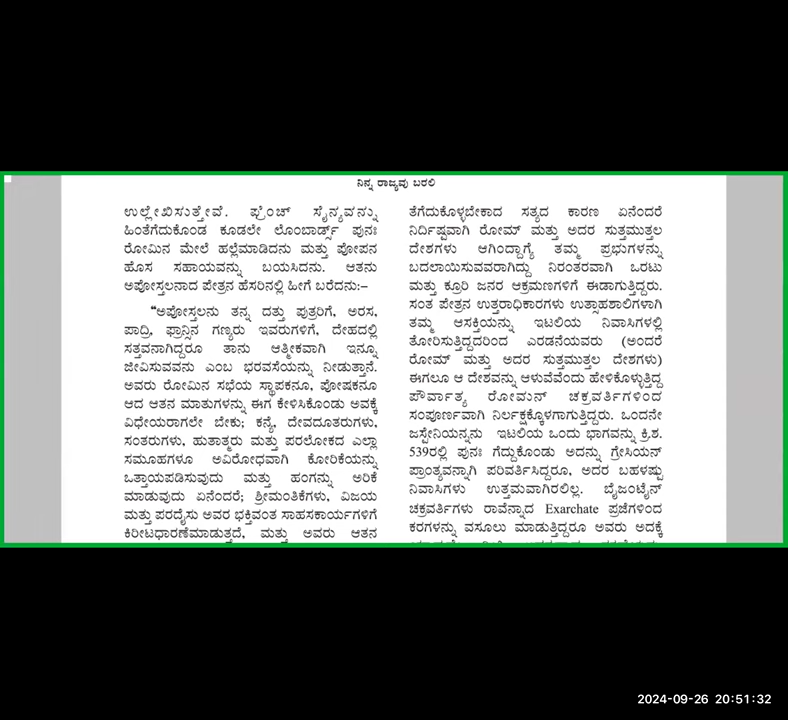 ನಿನ್ನ ರಾಜ್ಯವು ಬರಲಿ
ಉಲ್ಲೇಖಿಸುತ್ತೇವೆ. ಫ್ರೆಂಚ್ ಸೈನ್ಯವನ್ನು
ಹಿಂತೆಗೆದುಕೊಂಡ ಕೂಡಲೇ ಲೊಂಬಾರ್ಡ್ಸ್ ಪುನಃ
ರೋಮಿನ ಮೇಲೆ ಹಲ್ಲೆಮಾಡಿದನು ಮತ್ತು ಪೋಪನ
ಹೊಸ ಸಹಾಯವನ್ನು ಬಯಸಿದನು. ಆತನು
ಅಪೋಸ್ತಲನಾದ ಪೇತ್ರನ ಹೆಸರಿನಲ್ಲಿ ಹೀಗೆ ಬರೆದನು:–
“ಅಪೋಸ್ತಲನು ತನ್ನ ದತ್ತು ಪುತ್ರರಿಗೆ, ಅರಸ,
ಪಾದ್ರಿ, ಫ್ರಾನ್ಸಿನ ಗಣ್ಯರು ಇವರುಗಳಿಗೆ, ದೇಹದಲ್ಲಿ
ಸತ್ತವನಾಗಿದ್ದರೂ ತಾನು ಆತ್ಮೀಕವಾಗಿ ಇನ್ನೂ
ಜೀವಿಸುವವನು ಎಂಬ ಭರವಸೆಯನ್ನು ನೀಡುತ್ತಾನೆ.
ಅವರು ರೋಮಿನ ಸಭೆಯ ಸ್ಥಾಪಕನೂ, ಪೋಷಕನೂ
ಆದ ಆತನ ಮಾತುಗಳನ್ನು ಈಗ ಕೇಳಿಸಿಕೊಂಡು ಅವಕ್ಕೆ
ವಿಧೇಯರಾಗಲೇ ಬೇಕು; ಕನ್ಯೆ, ದೇವದೂತರುಗಳು,
ಸಂತರುಗಳು, ಹುತಾತ್ಮರು ಮತ್ತು ಪರಲೋಕದ ಎಲ್ಲಾ
ಸಮೂಹಗಳೂ ಅವಿರೋಧವಾಗಿ ಕೋರಿಕೆಯನ್ನು
ಒತ್ತಾಯಪಡಿಸುವುದು ಮತ್ತು ಹಂಗನ್ನು ಅರಿಕೆ
ಮಾಡುವುದು ಏನೆಂದರೆ; ಶ್ರೀಮಂತಿಕೆಗಳು, ವಿಜಯ
ಮತ್ತು ಪರದೈಸು ಅವರ ಭಕ್ತಿವಂತ ಸಾಹಸಕಾರ್ಯಗಳಿಗೆ
ಕಿರೀಟಧಾರಣೆಮಾಡುತ್ತದೆ, ಮತ್ತು ಅವರು ಆತನ
ತೆಗೆದುಕೊಳ್ಳಬೇಕಾದ ಸತ್ಯದ ಕಾರಣ ಏನೆಂದರೆ
ನಿರ್ದಿಷ್ಟವಾಗಿ ರೋಮ್ ಮತ್ತು ಅದರ ಸುತ್ತಮುತ್ತಲ
ದೇಶಗಳು ಆಗಿಂದ್ದಾಗ್ಯೆ ತಮ್ಮ ಪ್ರಭುಗಳನ್ನು
ಬದಲಾಯಿಸುವವರಾಗಿದ್ದು ನಿರಂತರವಾಗಿ ಒರಟು
ಮತ್ತು ಕ್ರೂರಿ ಜನರ ಆಕ್ರಮಣಗಳಿಗೆ ಈಡಾಗುತ್ತಿದ್ದರು.
ಸಂತ ಪೇತ್ರನ ಉತ್ತರಾಧಿಕಾರಗಳು ಉತ್ಸಾಹಶಾಲಿಗಳಾಗಿ
ತಮ್ಮ ಆಸಕ್ತಿಯನ್ನು ಇಟಲಿಯ ನಿವಾಸಿಗಳಲ್ಲಿ
ತೋರಿಸುತ್ತಿದ್ದದರಿಂದ ಎರಡನೆಯವರು (ಅಂದರೆ
ರೋಮ್ ಮತ್ತು ಅದರ ಸುತ್ತಮುತ್ತಲ ದೇಶಗಳು)
ಈಗಲೂ ಆ ದೇಶವನ್ನು ಆಳುವೆವೆಂದು ಹೇಳಿಕೊಳ್ಳುತ್ತಿದ್ದ
ಪೌರ್ವಾತ್ಯ ರೋಮನ್ ಚಕ್ರವರ್ತಿಗಳಿಂದ
ಸಂಪೂರ್ಣವಾಗಿ ನಿರ್ಲಕ್ಷಕ್ಕೊಳಗಾಗುತ್ತಿದ್ದರು. ಒಂದನೇ
ಜಸ್ಟೇನಿಯನ್ನನು ಇಟಲಿಯ ಒಂದು ಭಾಗವನ್ನು ಕ್ರಿ.ಶ.
539ರಲ್ಲಿ ಪುನಃ ಗೆದ್ದುಕೊಂಡು ಅದನ್ನು ಗ್ರೇಸಿಯನ್
ಪ್ರಾಂತ್ಯವನ್ನಾಗಿ ಪರಿವರ್ತಿಸಿದ್ದರೂ, ಅದರ ಬಹಳಷ್ಟು
ನಿವಾಸಿಗಳು ಉತ್ತಮವಾಗಿರಲಿಲ್ಲ. ಬೈಜಂಟೈನ್
ಚಕ್ರವರ್ತಿಗಳು ರಾವೆನ್ನಾದ Exarchate ಪ್ರಜೆಗಳಿಂದ
ಕರಗಳನ್ನು ವಸೂಲು ಮಾಡುತ್ತಿದ್ದರೂ ಅವರು ಅದಕ್ಕೆ
2024-09-26 20:51:32